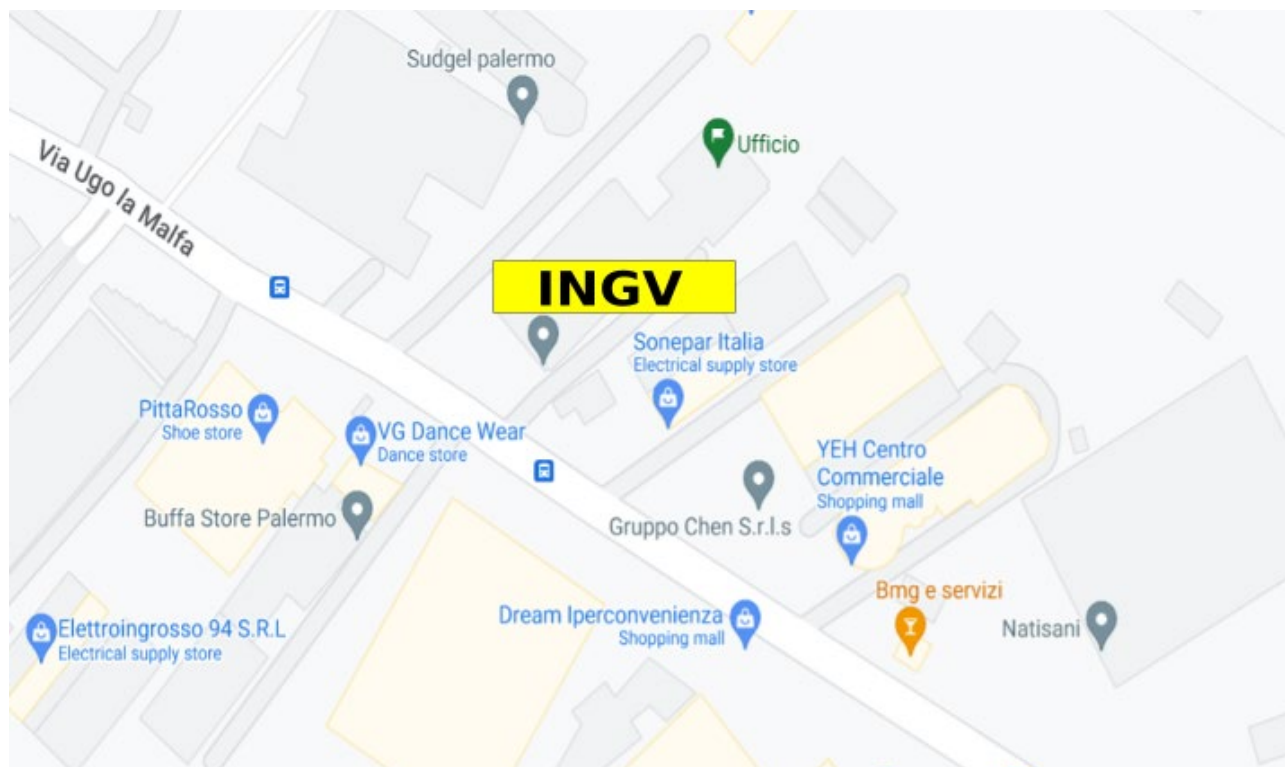 Sudgel palermo
Ufficio
Via Ugo la Malfa
INGV
Sonepar Italia
Electrical supply store
PittaRosso
Shoe store
VG Dance Wear
Dance store
YEH Centro
Commerciale
Shopping mall
Buffa Store Palermo
Gruppo Chen S.r.l.s
Bmg e servizi
Dream Iperconvenienza
Shopping mall
Natisani
Elettroingrosso 94 S.R.L
Electrical supply store